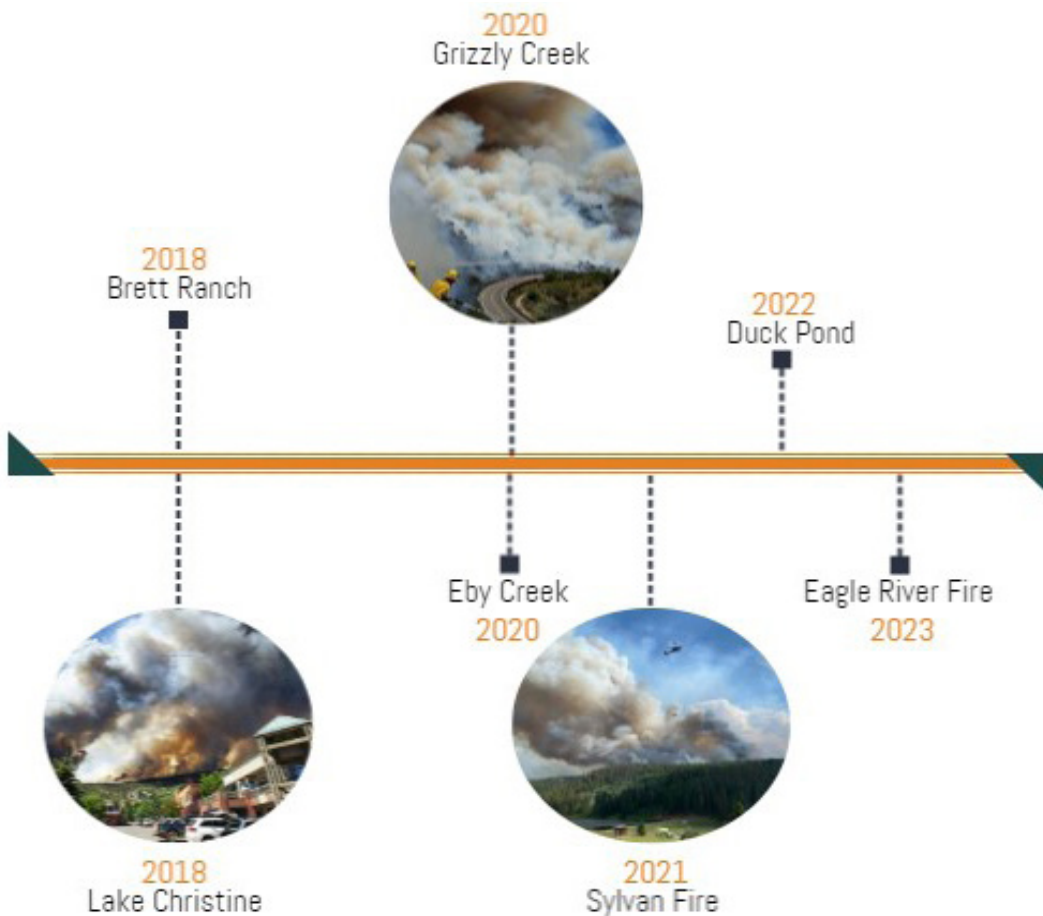 2020
Grizzly Creek
2018
Brett Ranch
2022
Duck Pond
Eby Creek
2020
Eagle River Fire
2023
2018
Lake Christine
2021
Sylvan Fire